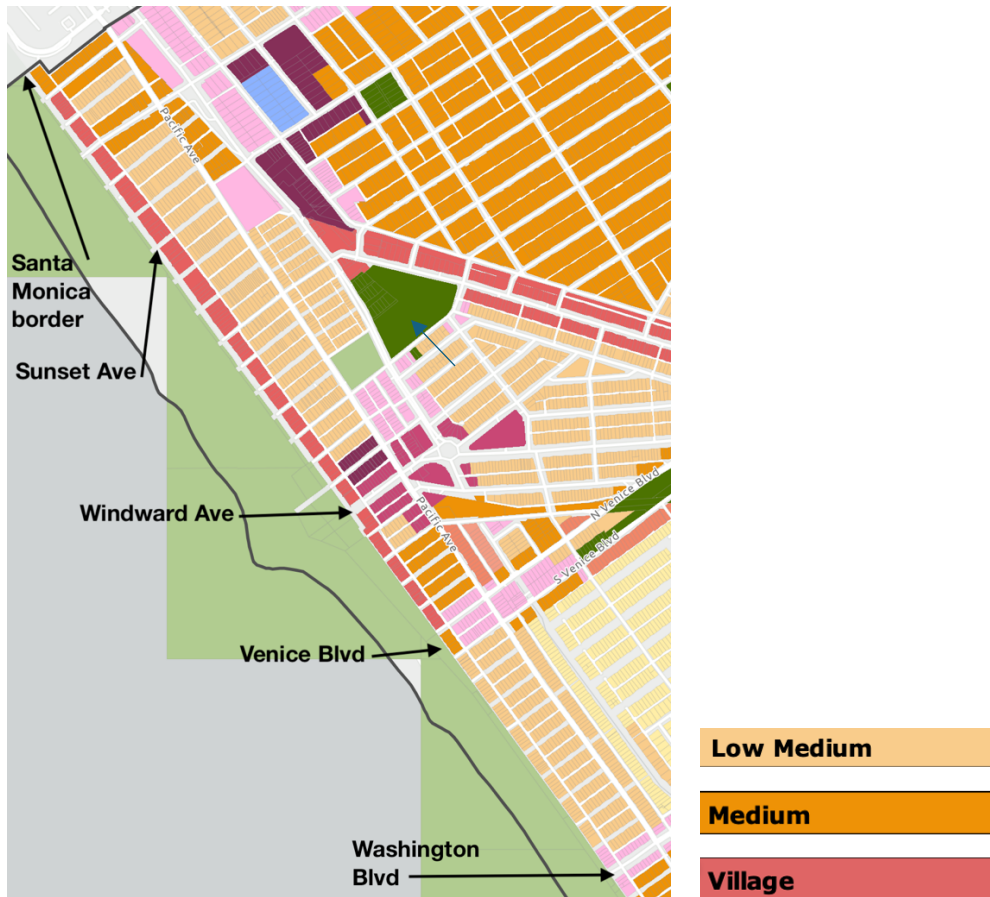 Pacific Ave
Santa
Monica
border
Sunset Ave
N Venice Blvd
Windward Ave
Pacific Ave
S Venice Blvd
Venice Blvd
Washington
Blvd
Low Medium
Medium
Village